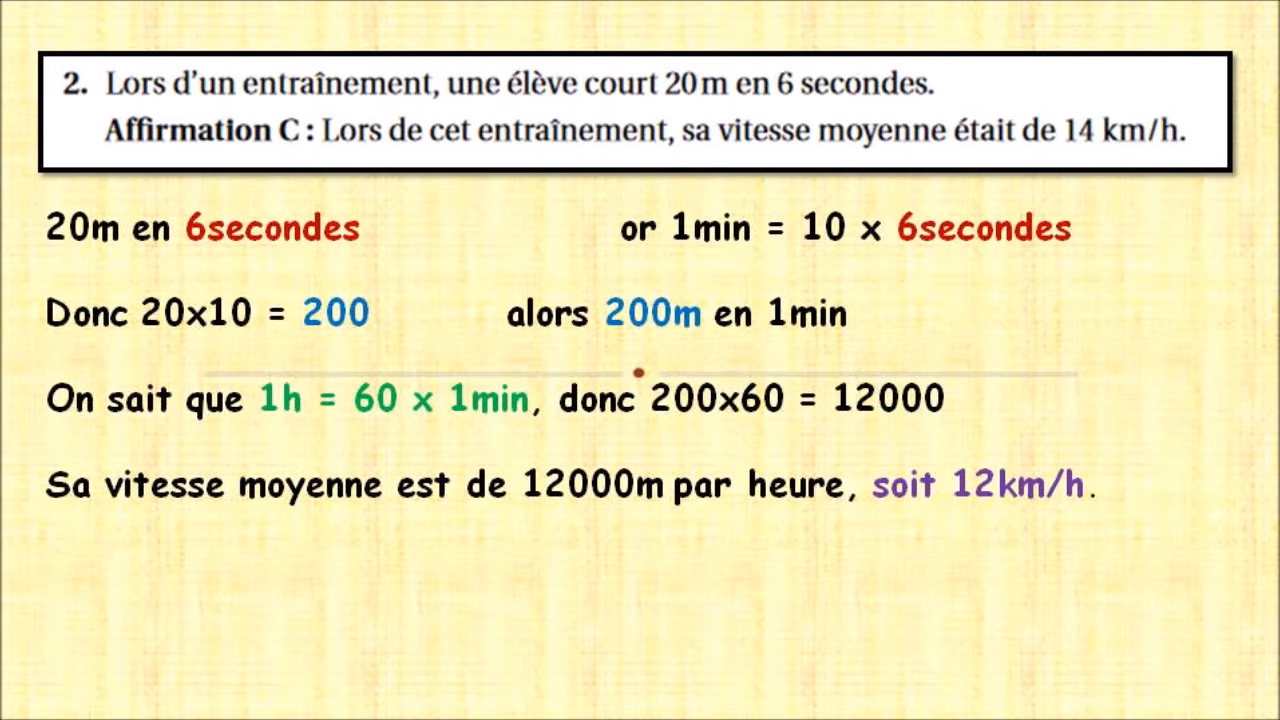 2. Lors d’un entraînement, une élève court 20 m en 6 secondes.
Affirmation C : Lors de cet entraînement, sa vitesse moyenne était de 14 km/h.
20m en 6secondes or 1min = 10 x 6secondes
Donc 20x10 = 200 alors 200m en 1min
On sait que 1h = 60 x 1min, donc 200x60 = 12000
Sa vitesse moyenne est de 12000m par heure, soit 12km/h.